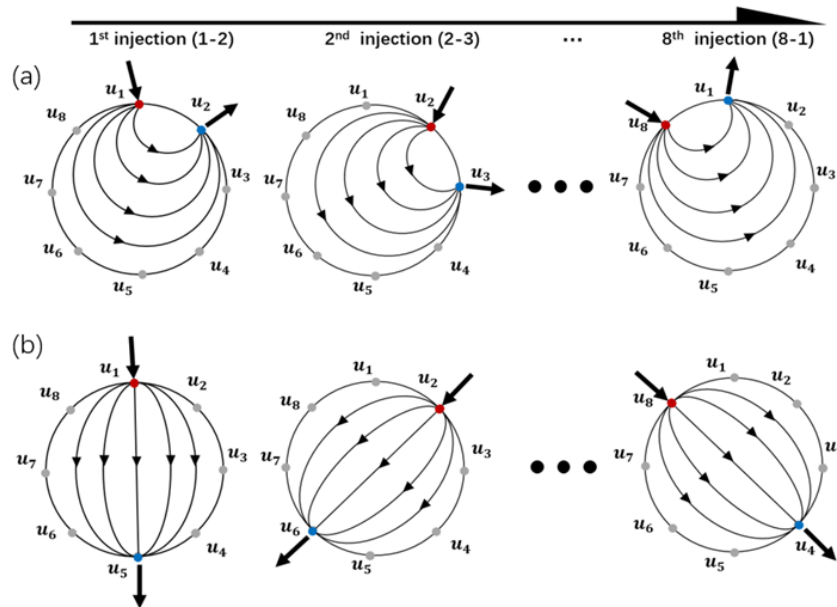 1st injection (1-2) 2nd injection (2-3) ... 8th injection (8-1)
(a)
u1 u2 u3 u4 u5 u6 u7 u8
u1 u2 u3 u4 u5 u6 u7 u8
u1 u2 u3 u4 u5 u6 u7 u8
(b)
u1 u2 u3 u4 u5 u6 u7 u8
u1 u2 u3 u4 u5 u6 u7 u8
u1 u2 u u4 u5 u6 u7 u8